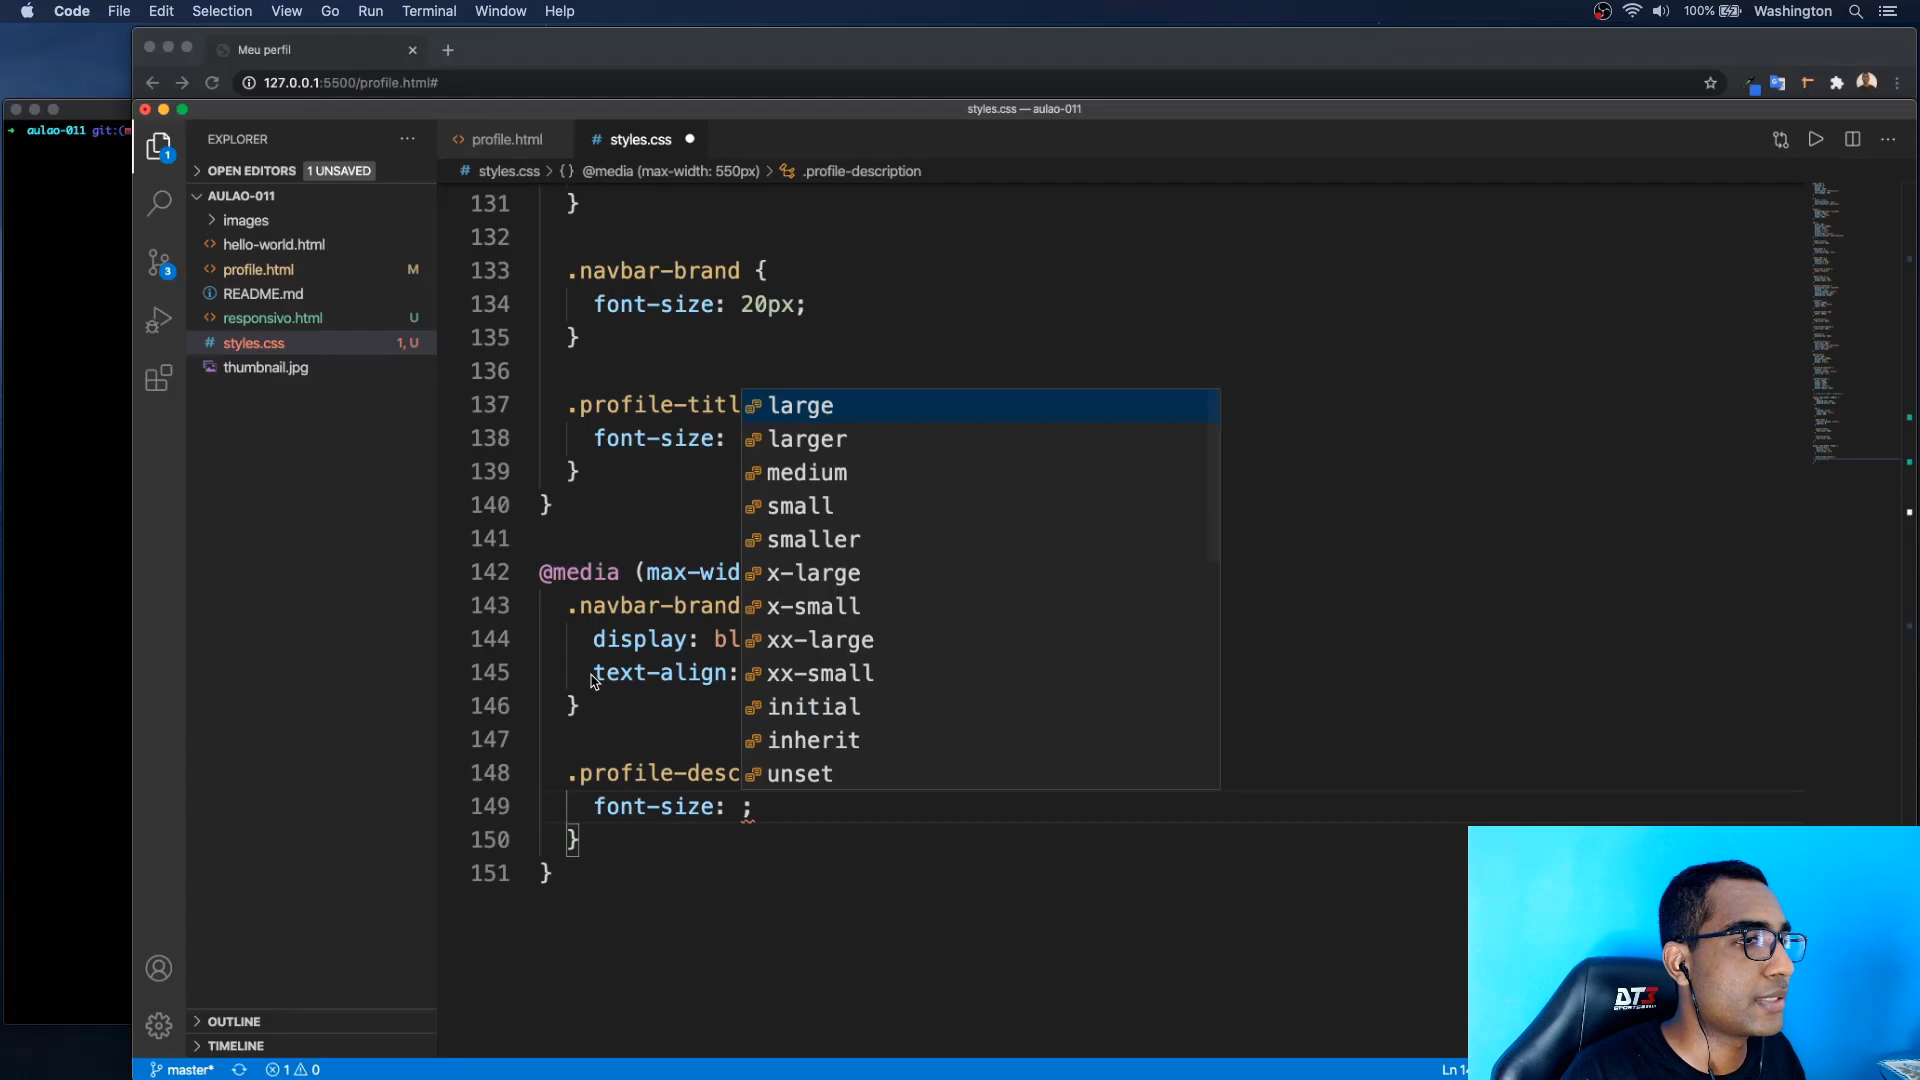 Code File Edit Selection View Go Run Terminal Window Help
100% Washington
Meu perfil
127.0.0.1:5500/profile.html#
styles.css — aulao-011
aulao-011 git:(m
EXPLORER
profile.html
# styles.css
1
OPEN EDITORS 1 UNSAVED
# styles.css > {} @media (max-width: 550px) > .profile-description
AULAO-011
images
hello-world.html
profile.html M
README.md
responsivo.html U
# styles.css 1, U
thumbnail.jpg
3
131 }
132
133 .navbar-brand {
134 font-size: 20px;
135 }
136
137 .profile-titl
138 font-size:
139 }
140 }
141
142 @media (max-wid
143 .navbar-brand
144 display: bl
145 text-align:
146 }
147
148 .profile-desc
149 font-size: ;
150 }
151 }
large
larger
medium
small
smaller
x-large
x-small
xx-large
xx-small
initial
inherit
unset
DT3
SPORTS
OUTLINE
TIMELINE
master* 1 0